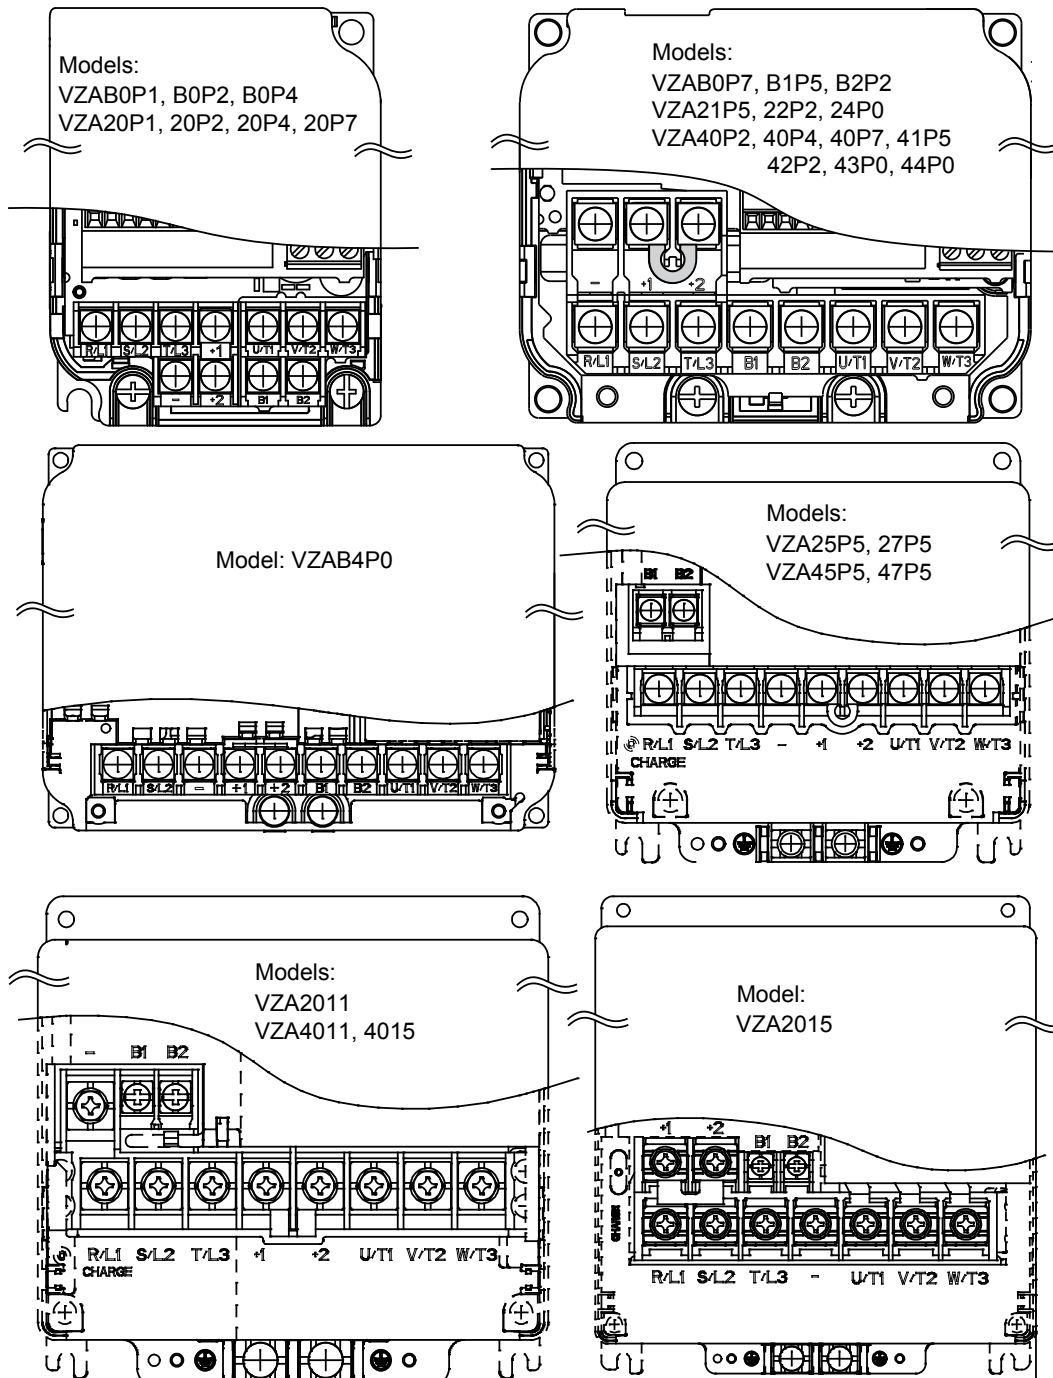 Models:
VZAB0P1, B0P2, B0P4
VZA20P1, 20P2, 20P4, 20P7
R/L1 S/L2 T/L3 +1 U/T1 V/T2 W/T3
- +2 B1 B2
Models:
VZAB0P7, B1P5, B2P2
VZA21P5, 22P2, 24P0
VZA40P2, 40P4, 40P7, 41P5
42P2, 43P0, 44P0
- +1 +2
R/L1 S/L2 T/L3 B1 B2 U/T1 V/T2 W/T3
Model: VZAB4P0
R/L1 S/L2 - +1 +2 B1 B2 U/T1 V/T2 W/T3
Models:
VZA25P5, 27P5
VZA45P5, 47P5
B1 B2
R/L1 S/L2 T/L3 - +1 +2 U/T1 V/T2 W/T3
CHARGE
Models:
VZA2011
VZA4011, 4015
- B1 B2
R/L1 S/L2 T/L3 +1 +2 U/T1 V/T2 W/T3
CHARGE
Model:
VZA2015
+1 +2 B1 B2
CHARGE
R/L1 S/L2 T/L3 - U/T1 V/T2 W/T3